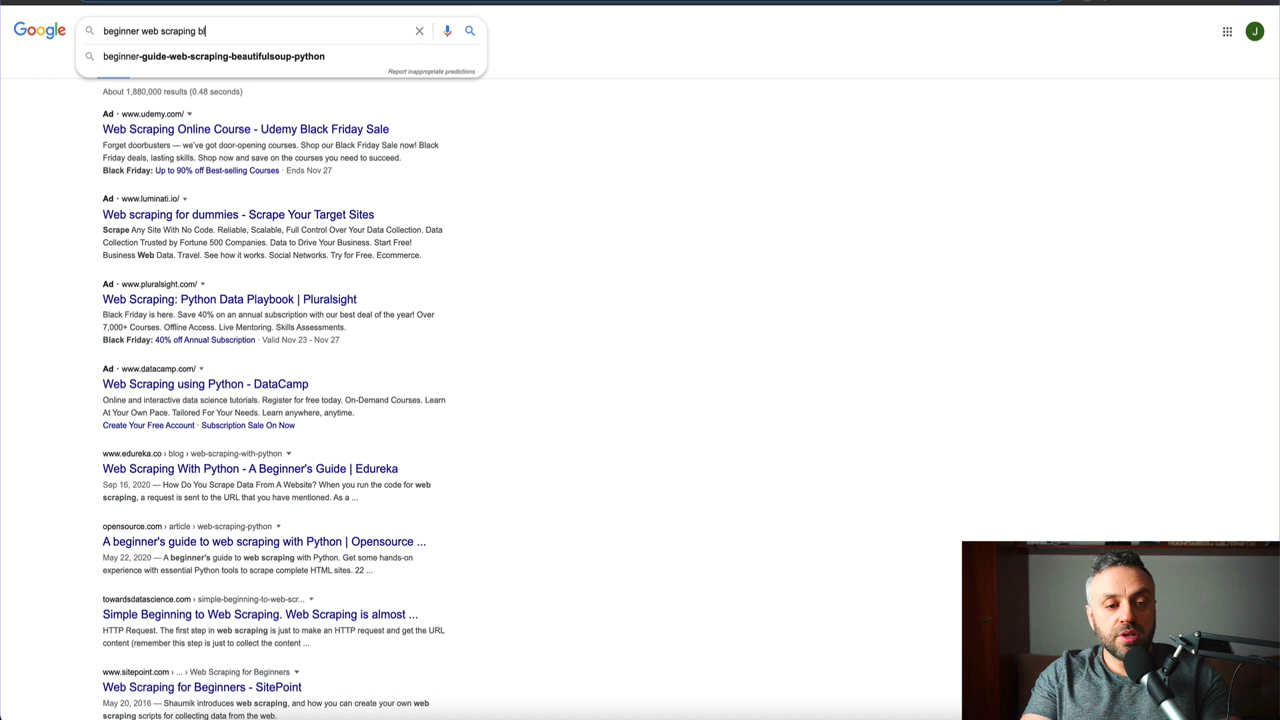 Google
beginner web scraping bl
beginner-guide-web-scraping-beautifulsoup-python
Report inappropriate predictions
J
About 1,880,000 results (0.48 seconds)
Ad · www.udemy.com/
Web Scraping Online Course - Udemy Black Friday Sale
Forget doorbusters — we've got door-opening courses. Shop our Black Friday Sale now! Black
Friday deals, lasting skills. Shop now and save on the courses you need to succeed.
Black Friday: Up to 90% off Best-selling Courses · Ends Nov 27
Ad · www.luminati.io/
Web scraping for dummies - Scrape Your Target Sites
Scrape Any Site With No Code. Reliable, Scalable, Full Control Over Your Data Collection. Data
Collection Trusted by Fortune 500 Companies. Data to Drive Your Business. Start Free!
Business Web Data. Travel. See how it works. Social Networks. Try for Free. Ecommerce.
Ad · www.pluralsight.com/
Web Scraping: Python Data Playbook | Pluralsight
Black Friday is here. Save 40% on an annual subscription with our best deal of the year! Over
7,000+ Courses. Offline Access. Live Mentoring. Skills Assessments.
Black Friday: 40% off Annual Subscription · Valid Nov 23 - Nov 27
Ad · www.datacamp.com/
Web Scraping using Python - DataCamp
Online and interactive data science tutorials. Register for free today. On-Demand Courses. Learn
At Your Own Pace. Tailored For Your Needs. Learn anywhere, anytime.
Create Your Free Account · Subscription Sale On Now
www.edureka.co › blog › web-scraping-with-python
Web Scraping With Python - A Beginner's Guide | Edureka
Sep 16, 2020 — How Do You Scrape Data From A Website? When you run the code for web
scraping, a request is sent to the URL that you have mentioned. As a ...
opensource.com › article › web-scraping-python
A beginner's guide to web scraping with Python | Opensource ...
May 22, 2020 — A beginner's guide to web scraping with Python. Get some hands-on
experience with essential Python tools to scrape complete HTML sites. 22 ...
towardsdatascience.com › simple-beginning-to-web-scr...
Simple Beginning to Web Scraping. Web Scraping is almost ...
HTTP Request. The first step in web scraping is just to make an HTTP request and get the URL
content (remember this step is just to collect the content ...
www.sitepoint.com › ... › Web Scraping for Beginners
Web Scraping for Beginners - SitePoint
May 20, 2016 — Shaumik introduces web scraping, and how you can create your own web
scraping scripts for collecting data from the web.